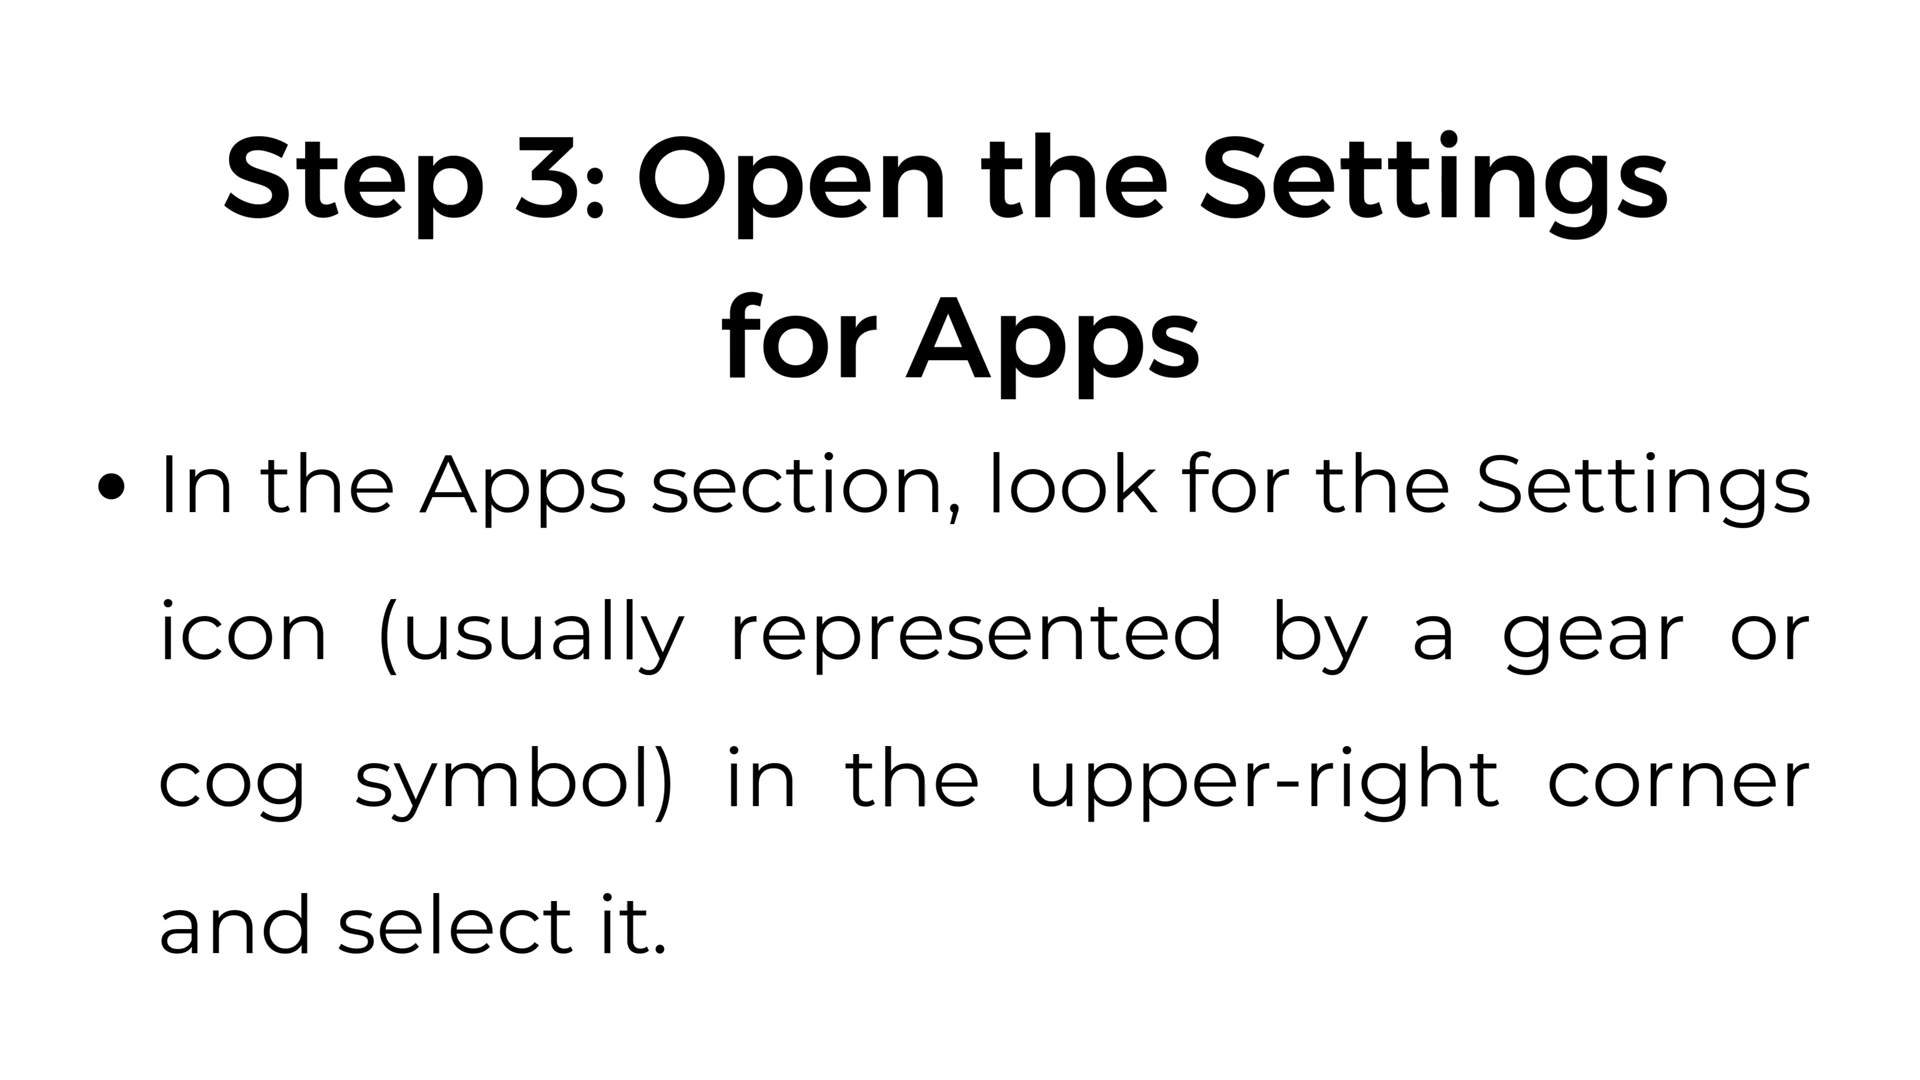 Step 3: Open the Settings
for Apps
• In the Apps section, look for the Settings
icon (usually represented by a gear or
cog symbol) in the upper-right corner
and select it.